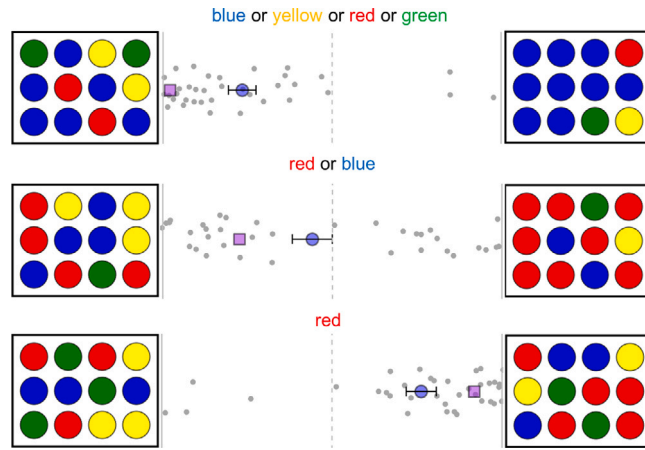 blue or yellow or red or green
red or blue
red